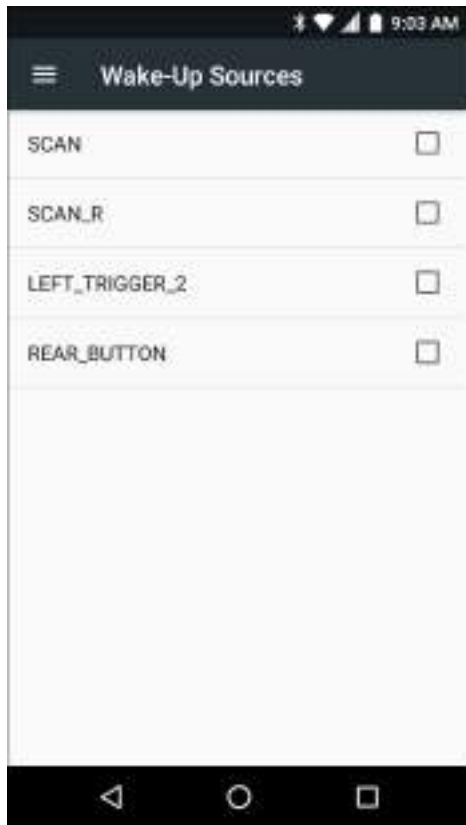 9:03 AM
Wake-Up Sources
SCAN
SCAN_R
LEFT_TRIGGER_2
REAR_BUTTON